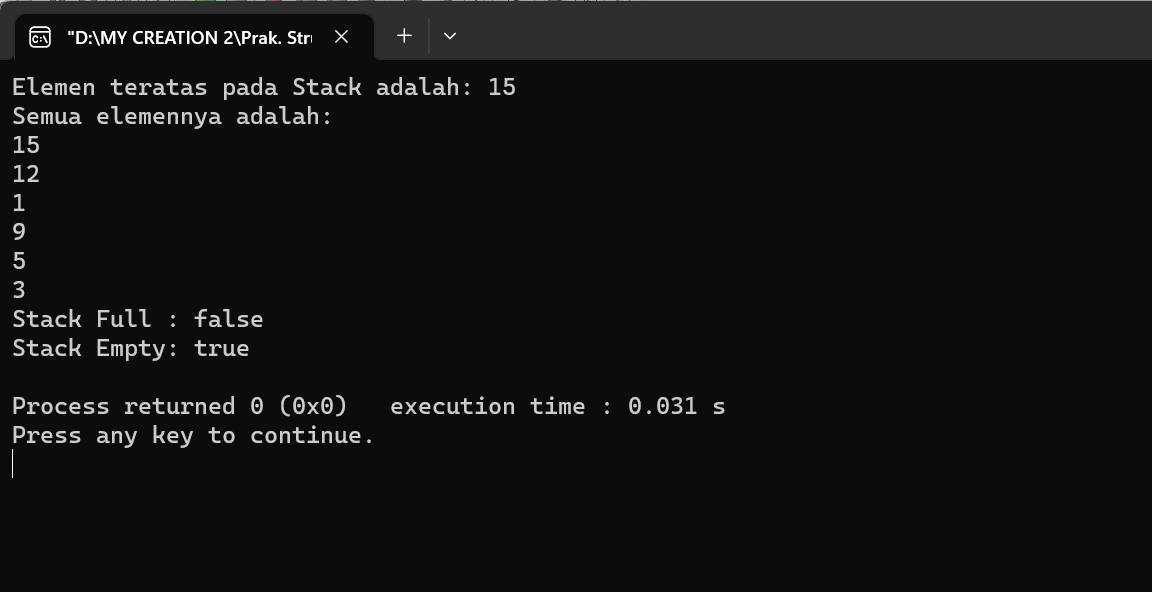 "D:\MY CREATION 2\Prak. Str
Elemen teratas pada Stack adalah: 15
Semua elemennya adalah:
15
12
1
9
5
3
Stack Full : false
Stack Empty: true
Process returned 0 (0x0)   execution time : 0.031 s
Press any key to continue.